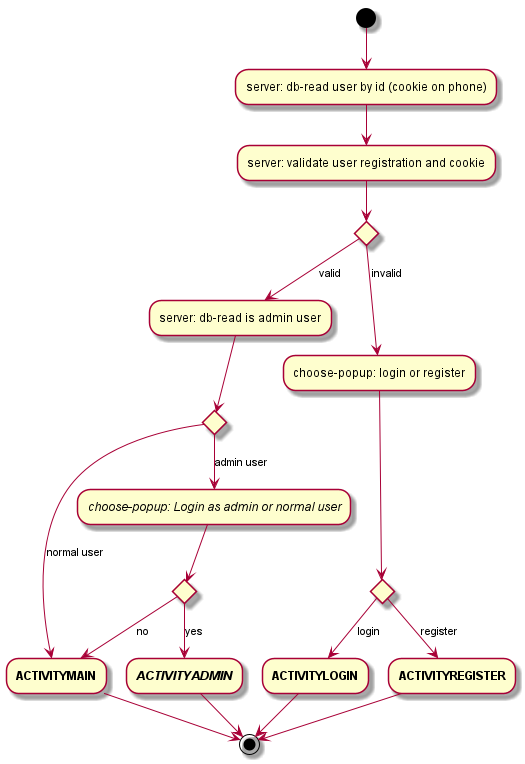 server: db-read user by id (cookie on phone)
server: validate user registration and cookie
valid
invalid
server: db-read is admin user
choose-popup: login or register
admin user
choose-popup: Login as admin or normal user
normal user
no
yes
login
register
ACTIVITYMAIN
ACTIVITYADMIN
ACTIVITYLOGIN
ACTIVITYREGISTER